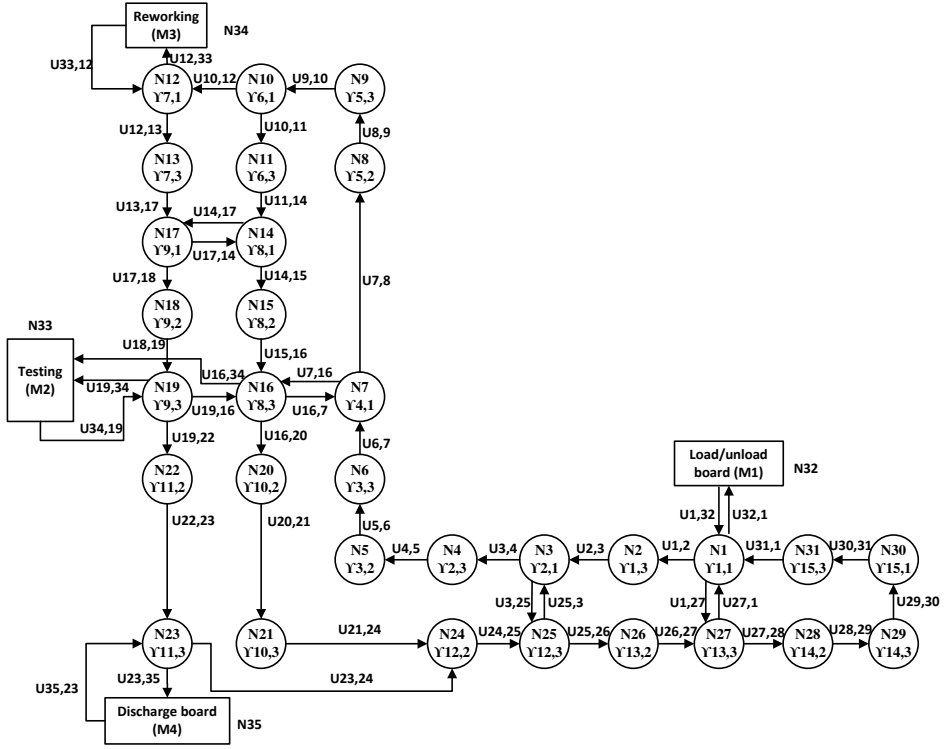 Reworking
(M3)
N34
U33,12
U12,33
N12
ϒ7,1
U10,12
N10
ϒ6,1
U9,10
N9
ϒ5,3
U12,13
U10,11
U8,9
N13
ϒ7,3
N11
ϒ6,3
N8
ϒ5,2
U13,17
U14,17
U11,14
N17
ϒ9,1
U17,14
N14
ϒ8,1
U17,18
U14,15
U7,8
N18
ϒ9,2
N15
ϒ8,2
N33
U18,19
U15,16
Testing
(M2)
U19,34
U16,34
U7,16
N19
ϒ9,3
U19,16
N16
ϒ8,3
U16,7
N7
ϒ4,1
U34,19
U19,22
U16,20
U6,7
N22
ϒ11,2
N20
ϒ10,2
N6
ϒ3,3
Load/unload
board (M1)
N32
U22,23
U20,21
U5,6
U1,32
U32,1
N5
ϒ3,2
U4,5
N4
ϒ2,3
U3,4
N3
ϒ2,1
U2,3
N2
ϒ1,3
U1,2
N1
ϒ1,1
U31,1
N31
ϒ15,3
U30,31
N30
ϒ15,1
U3,25
U25,3
U1,27
U27,1
U29,30
N23
ϒ11,3
N21
ϒ10,3
U21,24
N24
ϒ12,2
U24,25
N25
ϒ12,3
U25,26
N26
ϒ13,2
U26,27
N27
ϒ13,3
U27,28
N28
ϒ14,2
U28,29
N29
ϒ14,3
U35,23
U23,35
U23,24
Discharge board
(M4)
N35